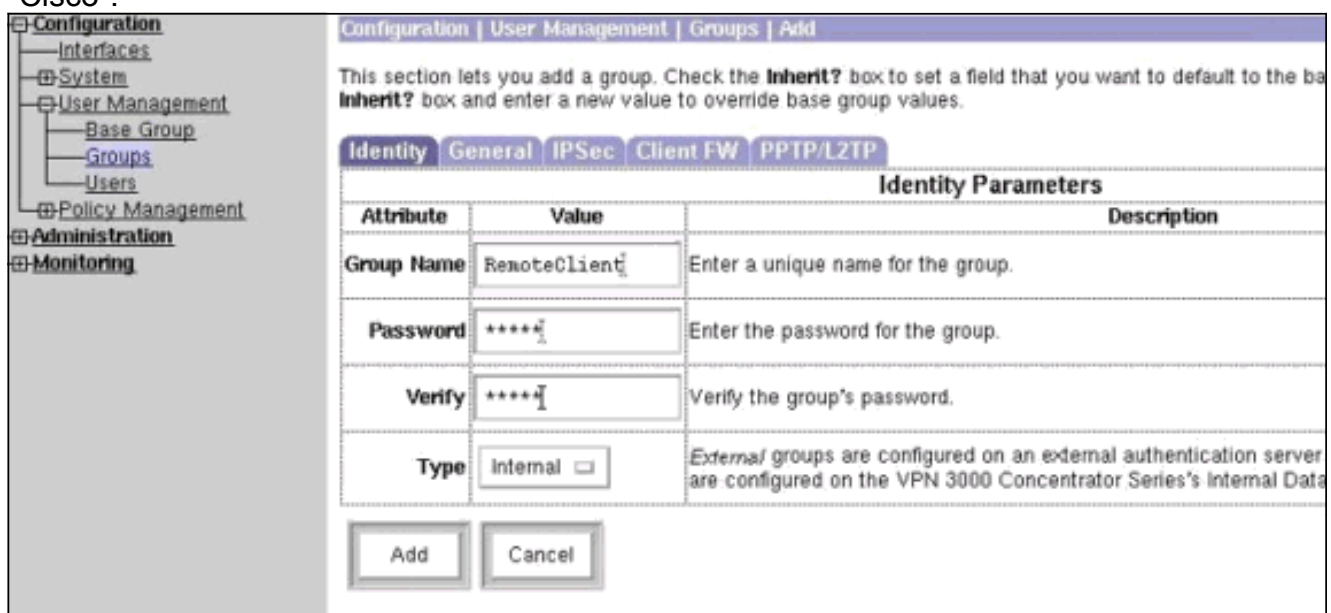 "Cisco".
Configuration
Interfaces
System
User Management
Base Group
Groups
Users
Policy Management
Administration
Monitoring
Configuration | User Management | Groups | Add
This section lets you add a group. Check the Inherit? box to set a field that you want to default to the ba
Inherit? box and enter a new value to override base group values.
Identity General IPSec Client FW PPTP/L2TP
Identity Parameters
Attribute Value Description
Group Name RemoteClient Enter a unique name for the group.
Password ***** Enter the password for the group.
Verify ***** Verify the group's password.
Type Internal External groups are configured on an external authentication server
are configured on the VPN 3000 Concentrator Series's Internal Data
Add Cancel